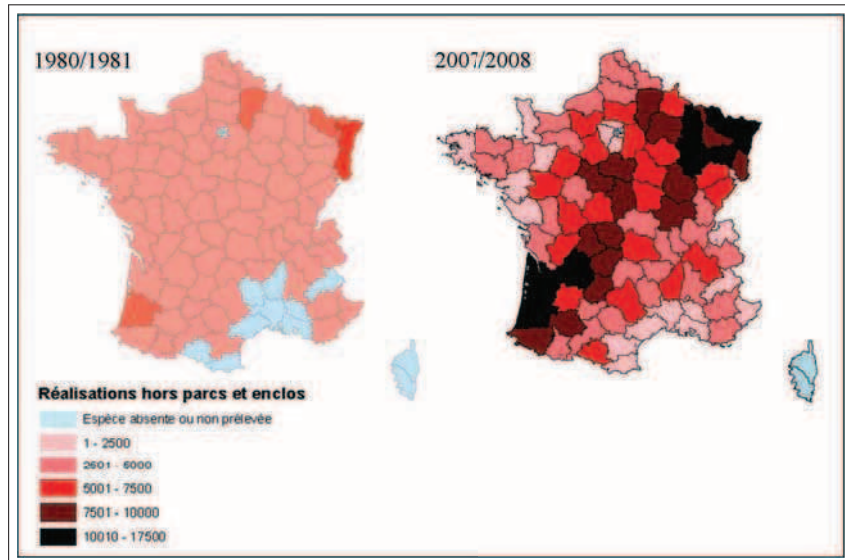 1980/1981
2007/2008
Réalisations hors parcs et enclos
Espèce absente ou non prélevée
1 - 2500
2601 - 6000
5001 - 7500
7501 - 10000
10010 - 17500